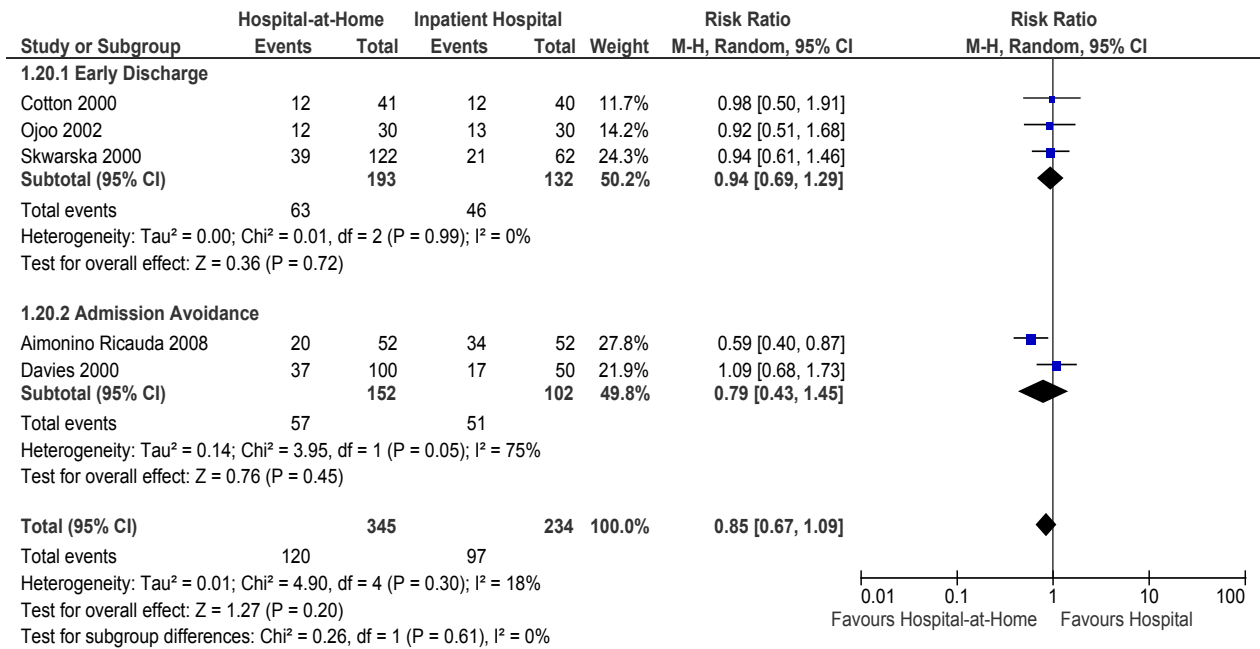 Hospital-at-Home Inpatient Hospital Risk Ratio Risk Ratio
Study or Subgroup Events Total Events Total Weight M-H, Random, 95% CI M-H, Random, 95% CI
1.20.1 Early Discharge
Cotton 2000 12 41 12 40 11.7% 0.98 [0.50, 1.91]
Ojoo 2002 12 30 13 30 14.2% 0.92 [0.51, 1.68]
Skwarska 2000 39 122 21 62 24.3% 0.94 [0.61, 1.46]
Subtotal (95% CI) 193 132 50.2% 0.94 [0.69, 1.29]
Total events 63 46
Heterogeneity: Tau² = 0.00; Chi² = 0.01, df = 2 (P = 0.99); I² = 0%
Test for overall effect: Z = 0.36 (P = 0.72)
1.20.2 Admission Avoidance
Aimonino Ricauda 2008 20 52 34 52 27.8% 0.59 [0.40, 0.87]
Davies 2000 37 100 17 50 21.9% 1.09 [0.68, 1.73]
Subtotal (95% CI) 152 102 49.8% 0.79 [0.43, 1.45]
Total events 57 51
Heterogeneity: Tau² = 0.14; Chi² = 3.95, df = 1 (P = 0.05); I² = 75%
Test for overall effect: Z = 0.76 (P = 0.45)
Total (95% CI) 345 234 100.0% 0.85 [0.67, 1.09]
Total events 120 97
Heterogeneity: Tau² = 0.01; Chi² = 4.90, df = 4 (P = 0.30); I² = 18%
Test for overall effect: Z = 1.27 (P = 0.20)
Test for subgroup differences: Chi² = 0.26, df = 1 (P = 0.61), I² = 0%
0.01 0.1 1 10 100
Favours Hospital-at-Home Favours Hospital